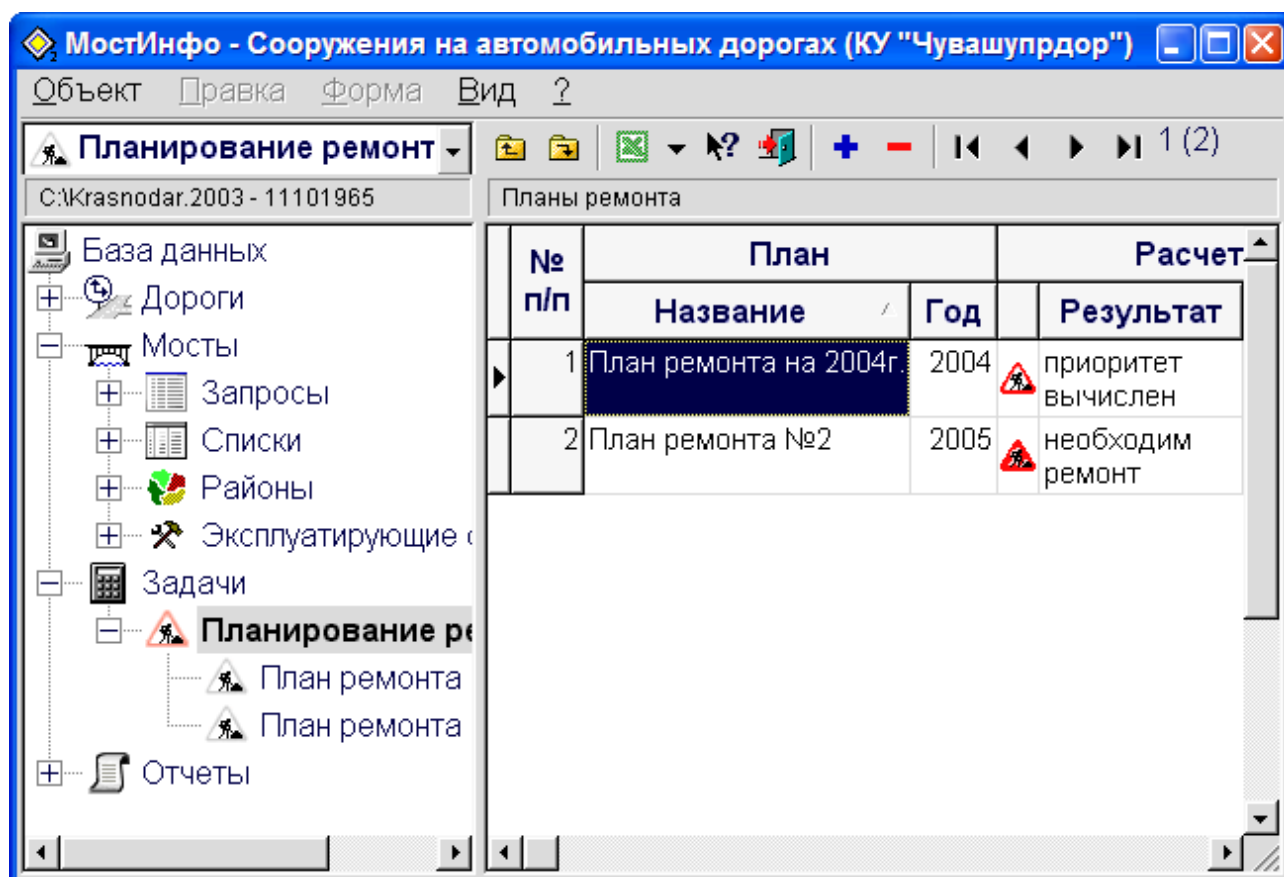 МостИнфо - Сооружения на автомобильных дорогах (КУ "Чувашупрдор")
Объект Правка Форма Вид ?
Планирование ремонт 1 (2)
C:\Krasnodar.2003 - 11101965
Планы ремонта
База данных
Дороги
Мосты
Запросы
Списки
Районы
Эксплуатирующие
Задачи
Планирование ре
План ремонта
План ремонта
Отчеты
№ п/п
План
Расчет
Название Год Результат
1 План ремонта на 2004г. 2004 приоритет
вычислен
2 План ремонта №2 2005 необходим
ремонт